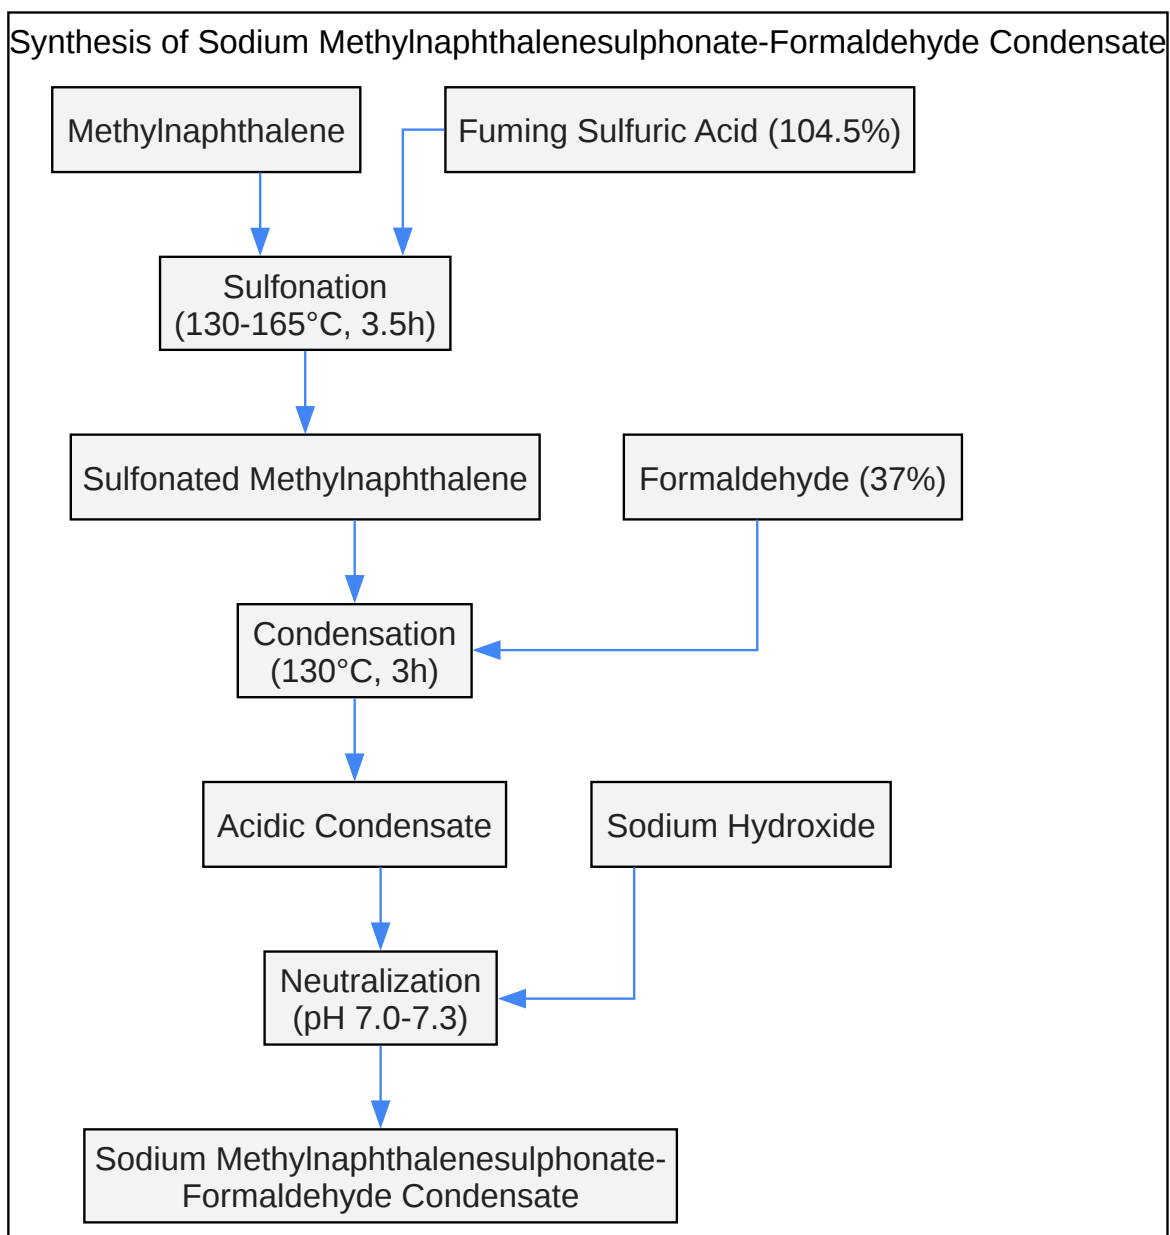 Synthesis of Sodium Methylnaphthalenesulphonate-Formaldehyde Condensate
Methylnaphthalene
Fuming Sulfuric Acid (104.5%)
Sulfonation
(130-165°C, 3.5h)
Sulfonated Methylnaphthalene
Formaldehyde (37%)
Condensation
(130°C, 3h)
Acidic Condensate
Sodium Hydroxide
Neutralization
(pH 7.0-7.3)
Sodium Methylnaphthalenesulphonate-
Formaldehyde Condensate